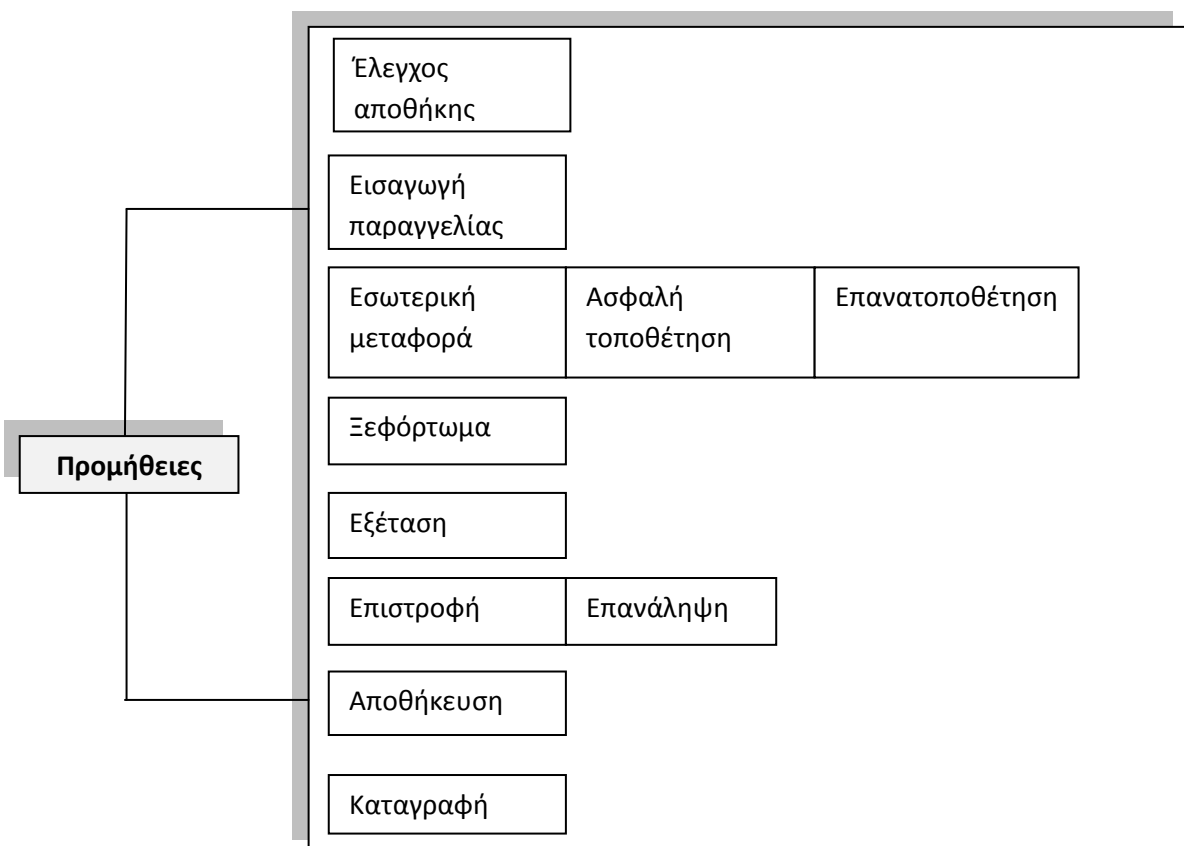 Έλεγχος
αποθήκης
Εισαγωγή
παραγγελίας
Εσωτερική
μεταφορά
Ασφαλή
τοποθέτηση
Επανατοποθέτηση
Ξεφόρτωμα
Προμήθειες
Εξέταση
Επιστροφή
Επανάληψη
Αποθήκευση
Καταγραφή